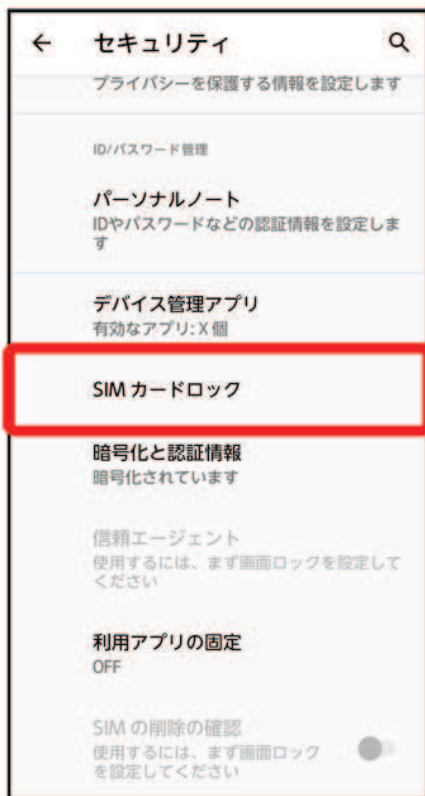 セキュリティ
プライバシーを保護する情報を設定します
ID/パスワード管理
パーソナルノート
IDやパスワードなどの認証情報を設定しま
す
デバイス管理アプリ
有効なアプリ: X 個
SIM カードロック
暗号化と認証情報
暗号化されています
信頼エージェント
使用するには、まず画面ロックを設定して
ください
利用アプリの固定
OFF
SIM の削除の確認
使用するには、まず画面ロック
を設定してください